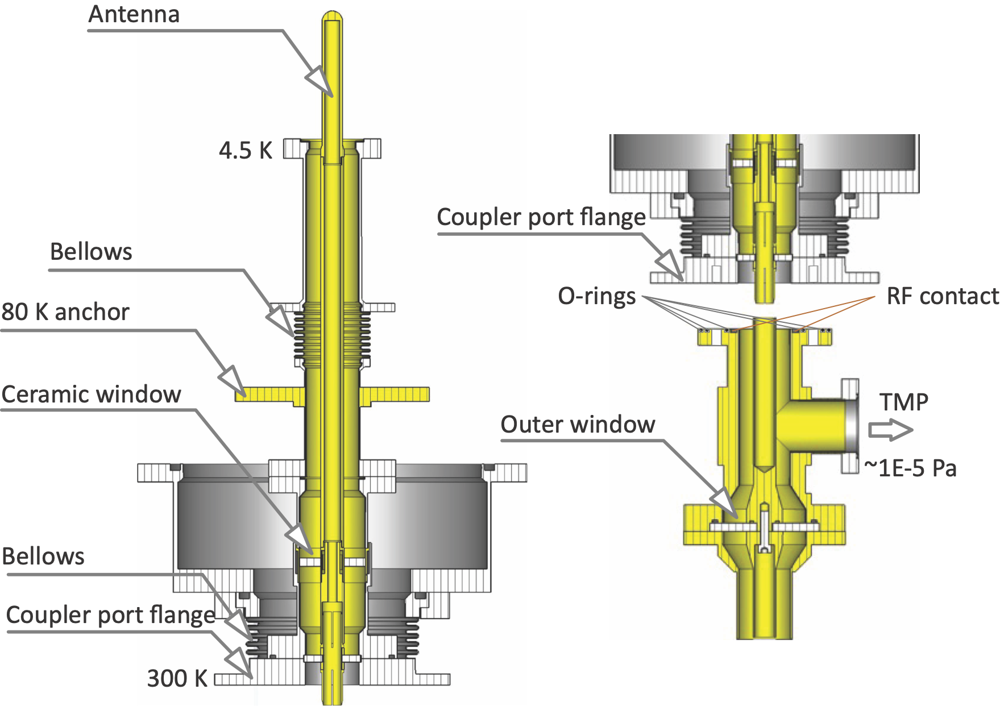 Antenna
4.5 K
Bellows
80 K anchor
Ceramic window
Bellows
Coupler port flange
300 K
Coupler port flange
O-rings
RF contact
TMP
Outer window
~1E-5 Pa